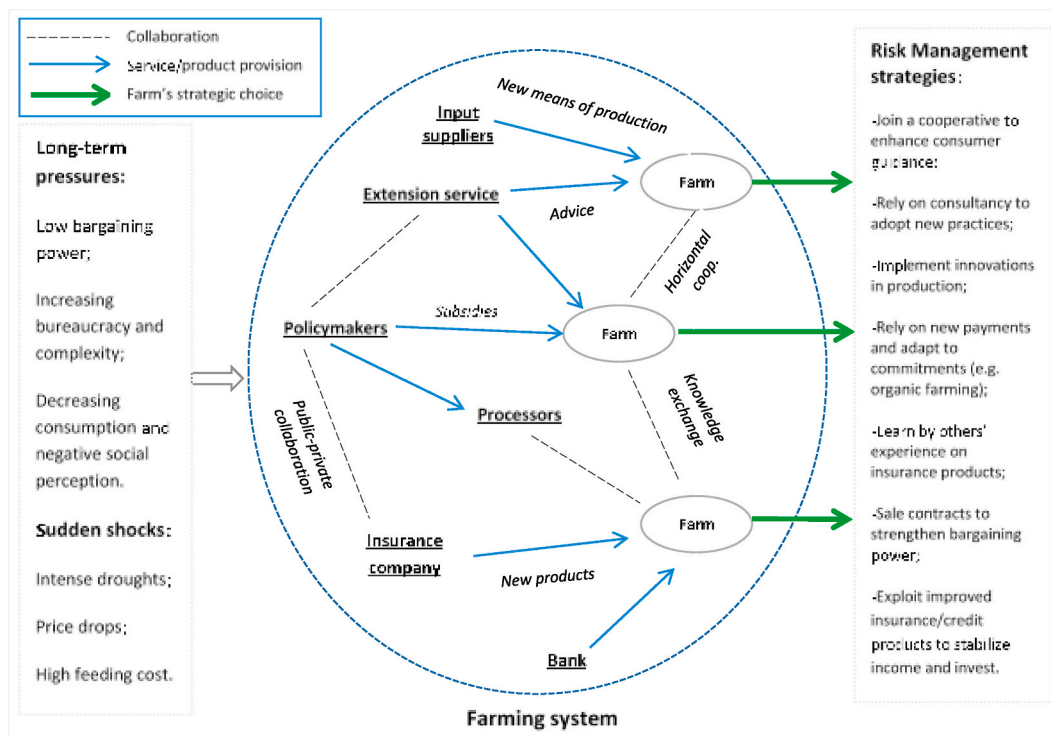 Collaboration
Service/product provision
Farm's strategic choice
Long-term
pressures:
Low bargaining
power;
Increasing
bureaucracy and
complexity;
Decreasing
consumption and
negative social
perception.
Sudden shocks:
Intense droughts;
Price drops;
High feeding cost.
New means of production
Input
suppliers
Farm
Extension service
Advice
Horizontal
coop.
Subsidies
Policymakers
Farm
Knowledge
exchange
Processors
Public-private
collaboration
Farm
Insurance
company
New products
Bank
Farming system
Risk Management
strategies:
-Join a cooperative to
enhance consumer
guidance;
-Rely on consultancy to
adopt new practices;
-Implement innovations
in production;
-Rely on new payments
and adapt to
commitments (e.g.
organic farming);
-Learn by others'
experience on
insurance products;
-Sale contracts to
strengthen bargaining
power;
-Exploit improved
insurance/credit
products to stabilize
income and invest.